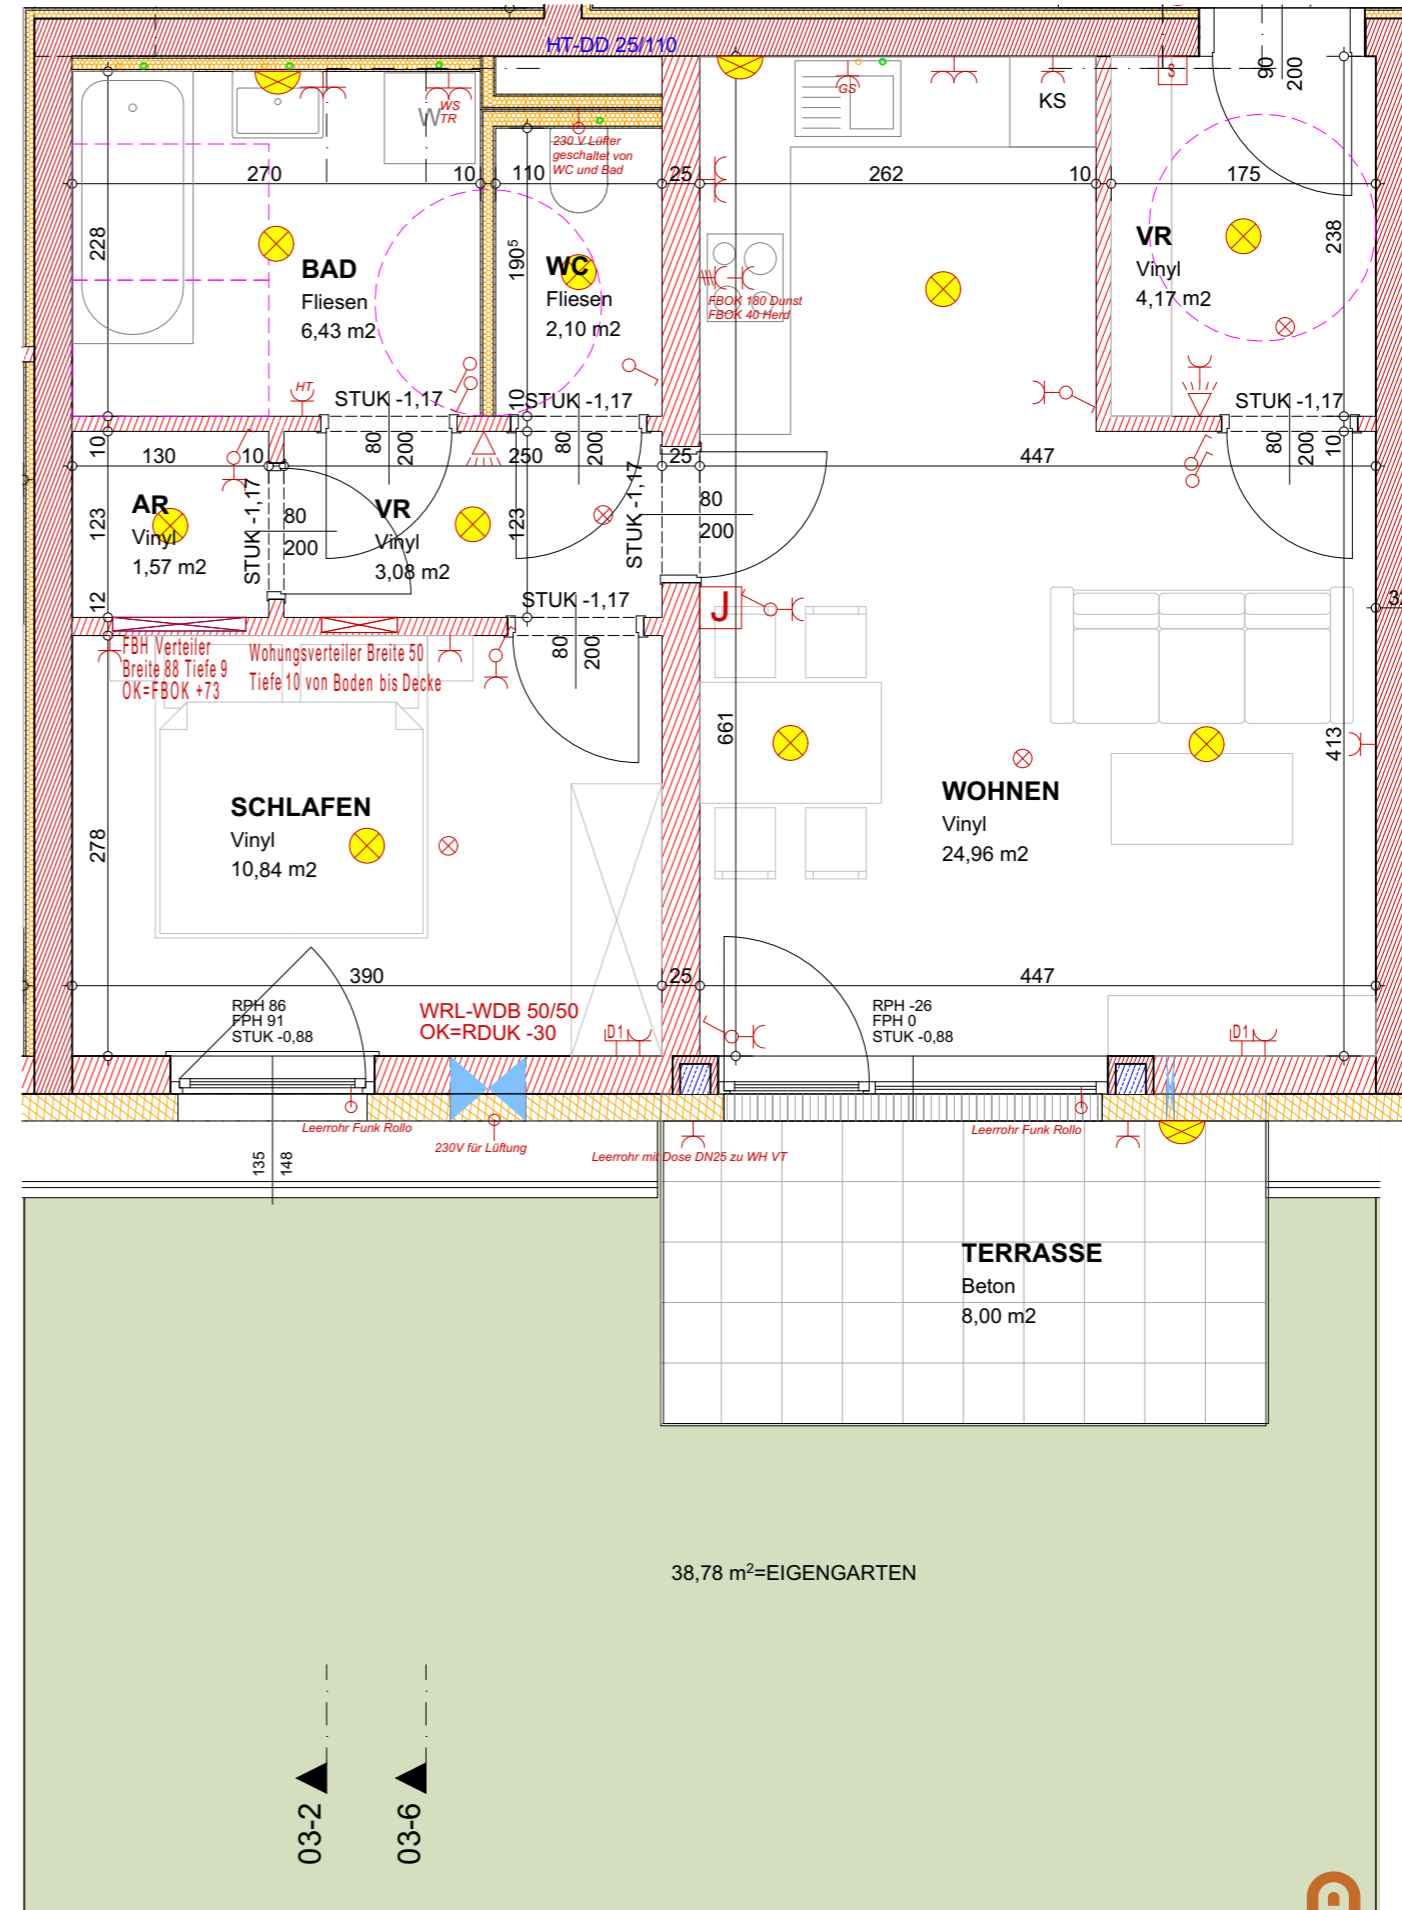 HT-DD 25/110
90
200
S
GS
KS
WS
W
TR
230 V Lüfter
geschaltet von
WC und Bad
270
10
110
25
262
10
175
228
190⁵
238
BAD
Fliesen
6,43 m2
WC
Fliesen
2,10 m2
VR
Vinyl
4,17 m2
FBOK 180 Dunst
FBOK 40 Herd
HT
STUK -1,17
STUK -1,17
STUK -1,17
80
200
80
200
80
200
10
10
10
130
10
250
25
447
AR
Vinyl
1,57 m2
VR
Vinyl
3,08 m2
STUK -1,17
80
200
STUK -1,17
80
200
123
123
12
STUK -1,17
80
200
J
FBH Verteiler
Breite 88 Tiefe 9
OK=FBOK +73
Wohungsverteiler Breite 50
Tiefe 10 von Boden bis Decke
661
413
278
SCHLAFEN
Vinyl
10,84 m2
WOHNEN
Vinyl
24,96 m2
390
25
447
RPH 86
FPH 91
STUK -0,88
WRL-WDB 50/50
OK=RDUK -30
D1
RPH -26
FPH 0
STUK -0,88
D1
Leerrohr Funk Rollo
230V für Lüftung
Leerrohr mit Dose DN25 zu WH VT
Leerrohr Funk Rollo
135
148
TERRASSE
Beton
8,00 m2
38,78 m²=EIGENGARTEN
03-2
03-6